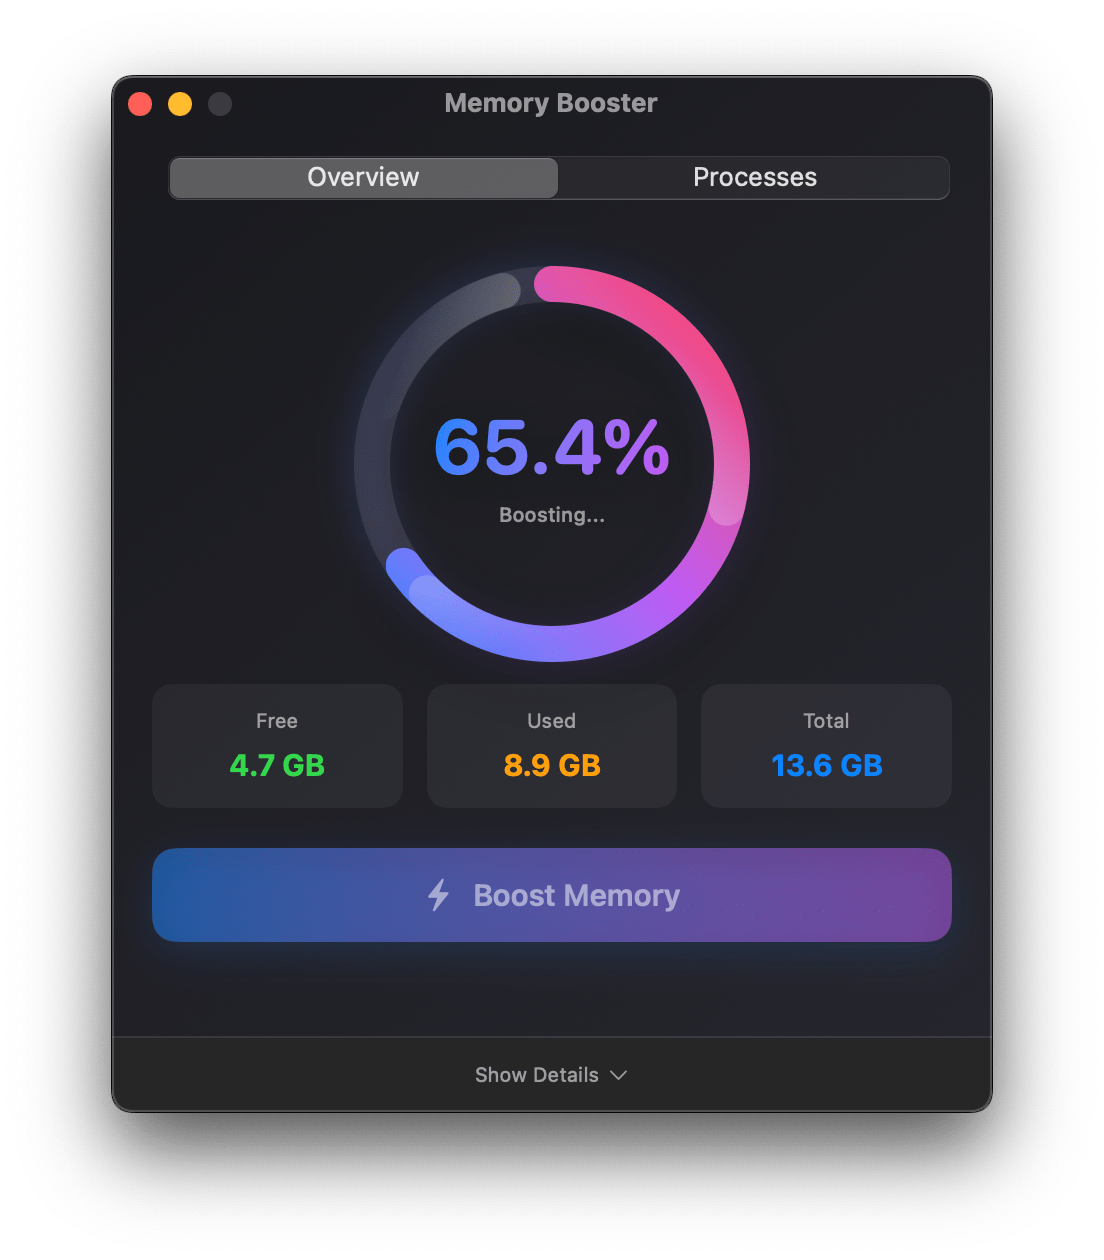 Memory Booster
Overview Processes
65.4%
Boosting...
Free Used Total
4.7 GB 8.9 GB 13.6 GB
Boost Memory
Show Details